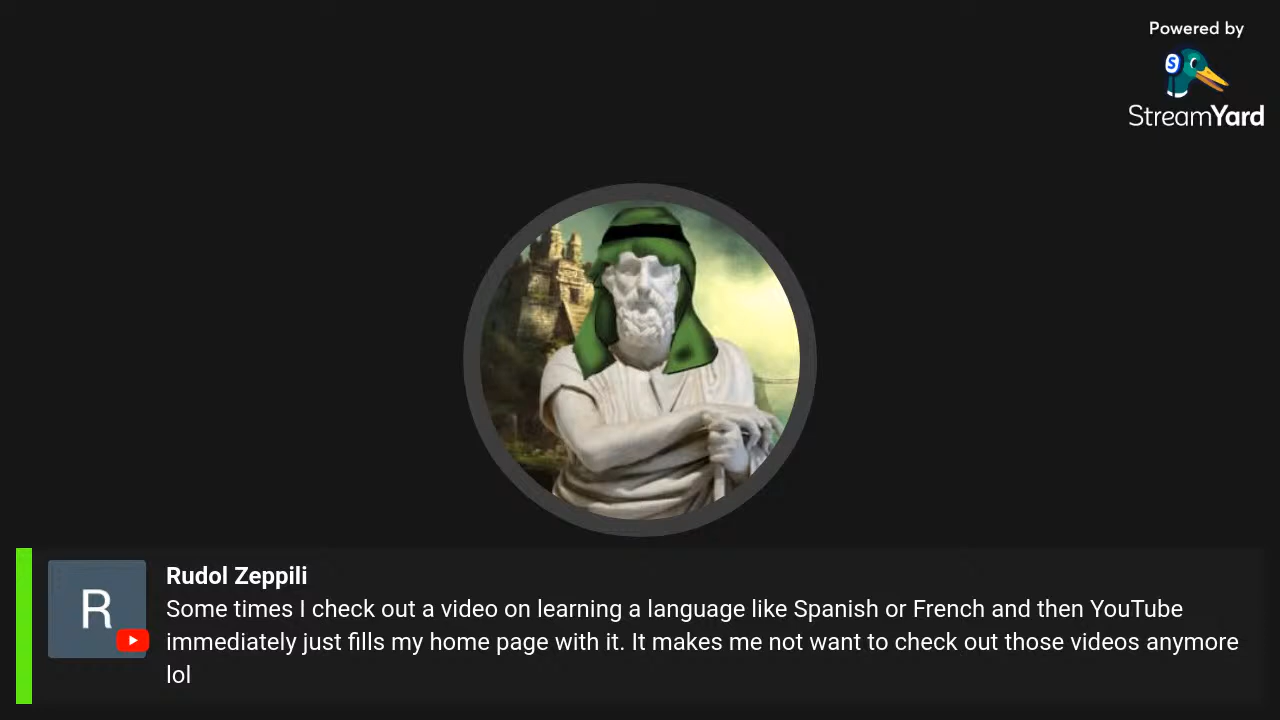 Powered by
S
StreamYard
R
Rudol Zeppili
Some times I check out a video on learning a language like Spanish or French and then YouTube
immediately just fills my home page with it. It makes me not want to check out those videos anymore
lol